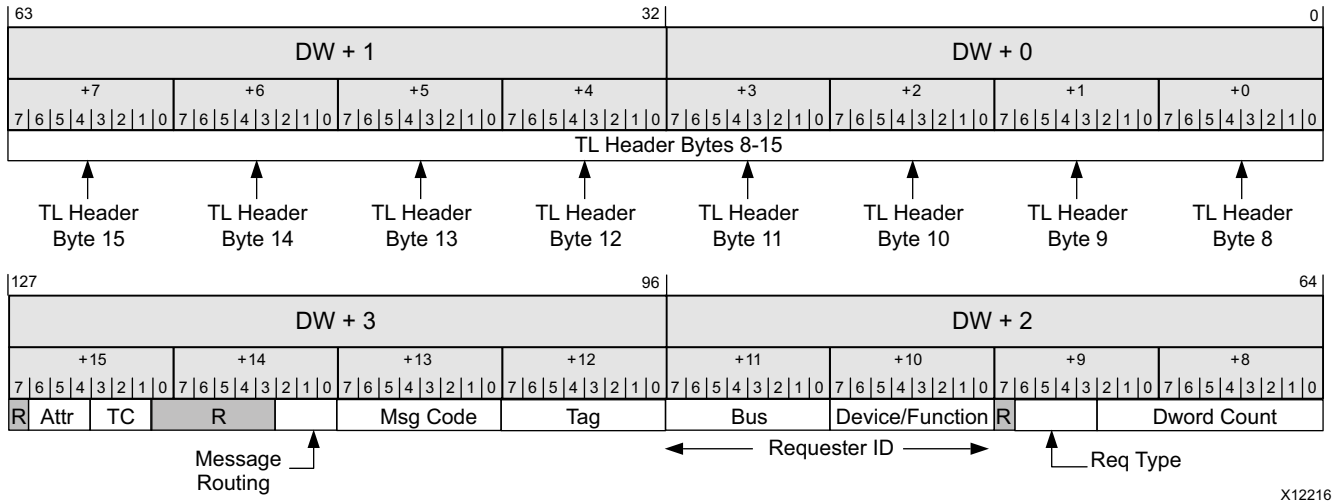 63 32 0
DW + 1 DW + 0
+7 +6 +5 +4 +3 +2 +1 +0
7 6 5 4 3 2 1 0 7 6 5 4 3 2 1 0 7 6 5 4 3 2 1 0 7 6 5 4 3 2 1 0 7 6 5 4 3 2 1 0 7 6 5 4 3 2 1 0 7 6 5 4 3 2 1 0 7 6 5 4 3 2 1 0
TL Header Bytes 8-15
TL Header TL Header TL Header TL Header TL Header TL Header TL Header TL Header
Byte 15 Byte 14 Byte 13 Byte 12 Byte 11 Byte 10 Byte 9 Byte 8
127 96 64
DW + 3 DW + 2
+15 +14 +13 +12 +11 +10 +9 +8
7 6 5 4 3 2 1 0 7 6 5 4 3 2 1 0 7 6 5 4 3 2 1 0 7 6 5 4 3 2 1 0 7 6 5 4 3 2 1 0 7 6 5 4 3 2 1 0 7 6 5 4 3 2 1 0 7 6 5 4 3 2 1 0
R Attr TC R Msg Code Tag Bus Device/Function R Dword Count
Message Requester ID Req Type
Routing
X12216